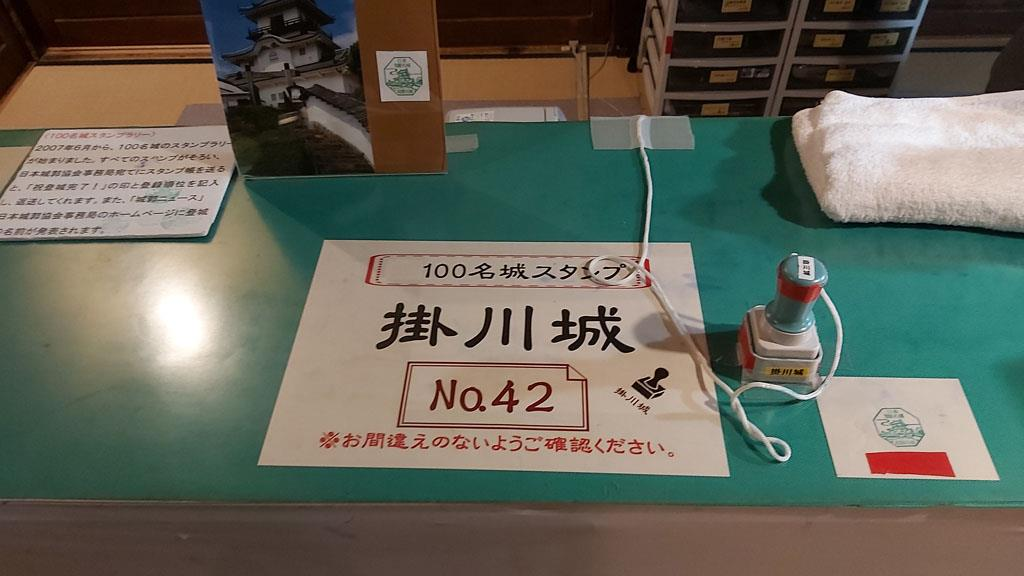 〈100名城スタンプラリー〉
2007年6月から、100名城のスタンプラリー
が始まりました。すべてのスペンプがそろい、
日本城郭協会事務局宛てにスタンプ帳を送る
と、「祝登城完了！」の印と登録順位を記入
し、返送してくれます。また、「城郭ニュース」
日本城郭協会事務局のホームページに登城
の名前が発表されます。
100名城スタンプ
掛川城
No.42
掛川城
※お間違えのないようご確認ください。
掛川城
掛川城